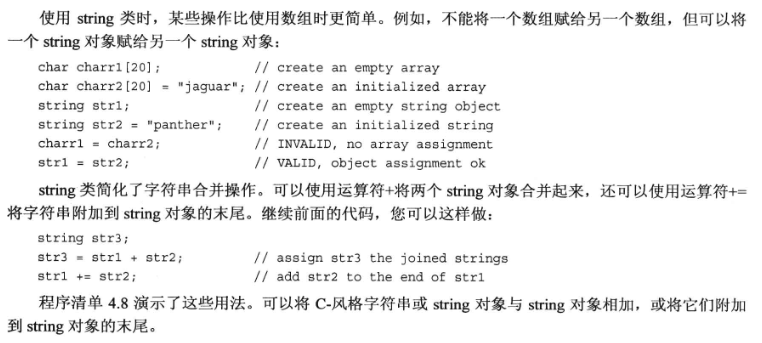 使用 string 类时，某些操作比使用数组时更简单。例如，不能将一个数组赋给另一个数组，但可以将
一个 string 对象赋给另一个 string 对象：
char charr1[20];                // create an empty array
char charr2[20] = "jaguar"; // create an initialized array
string str1;                    // create an empty string object
string str2 = "panther";    // create an initialized string
charr1 = charr2;                // INVALID, no array assignment
str1 = str2;                    // VALID, object assignment ok
string 类简化了字符串合并操作。可以使用运算符+将两个 string 对象合并起来，还可以使用运算符+=
将字符串附加到 string 对象的末尾。继续前面的代码，您可以这样做：
string str3;
str3 = str1 + str2;             // assign str3 the joined strings
str1 += str2;                   // add str2 to the end of str1
程序清单 4.8 演示了这些用法。可以将 C-风格字符串或 string 对象与 string 对象相加，或将它们附加
到 string 对象的末尾。